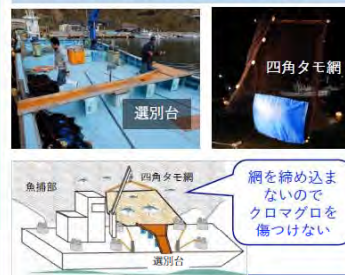 選別台
四角タモ網
四角タモ網
魚捕部
選別台
網を締め込ま
ないので
クロマグロを
傷つけない